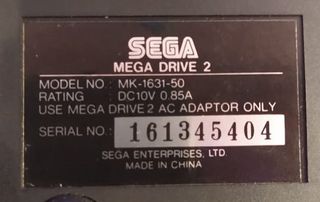 SEGA
MEGA DRIVE 2
MODEL NO : MK-1631-50
RATING : DC10V 0.85A
USE MEGA DRIVE 2 AC ADAPTOR ONLY
SERIAL NO : 161345404
SEGA ENTERPRISES, LTD.
MADE IN CHINA